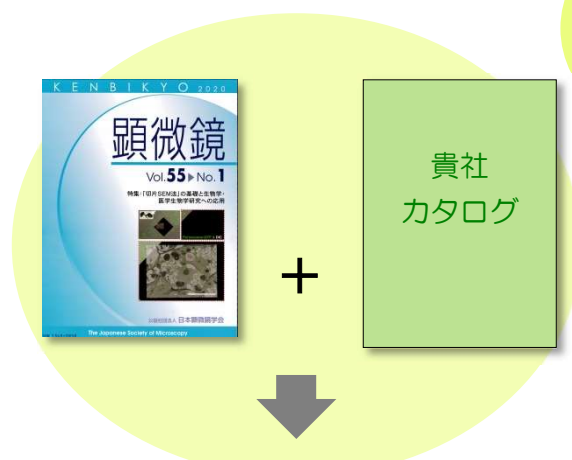 KENBIKYO 2020
顕微鏡
Vol.55▶No.1
特集:「切片SEM法」の基礎と生物学・
医学生物学研究への応用
公益社団法人 日本顕微鏡学会
The Japanese Society of Microscopy
貴社
カタログ
+